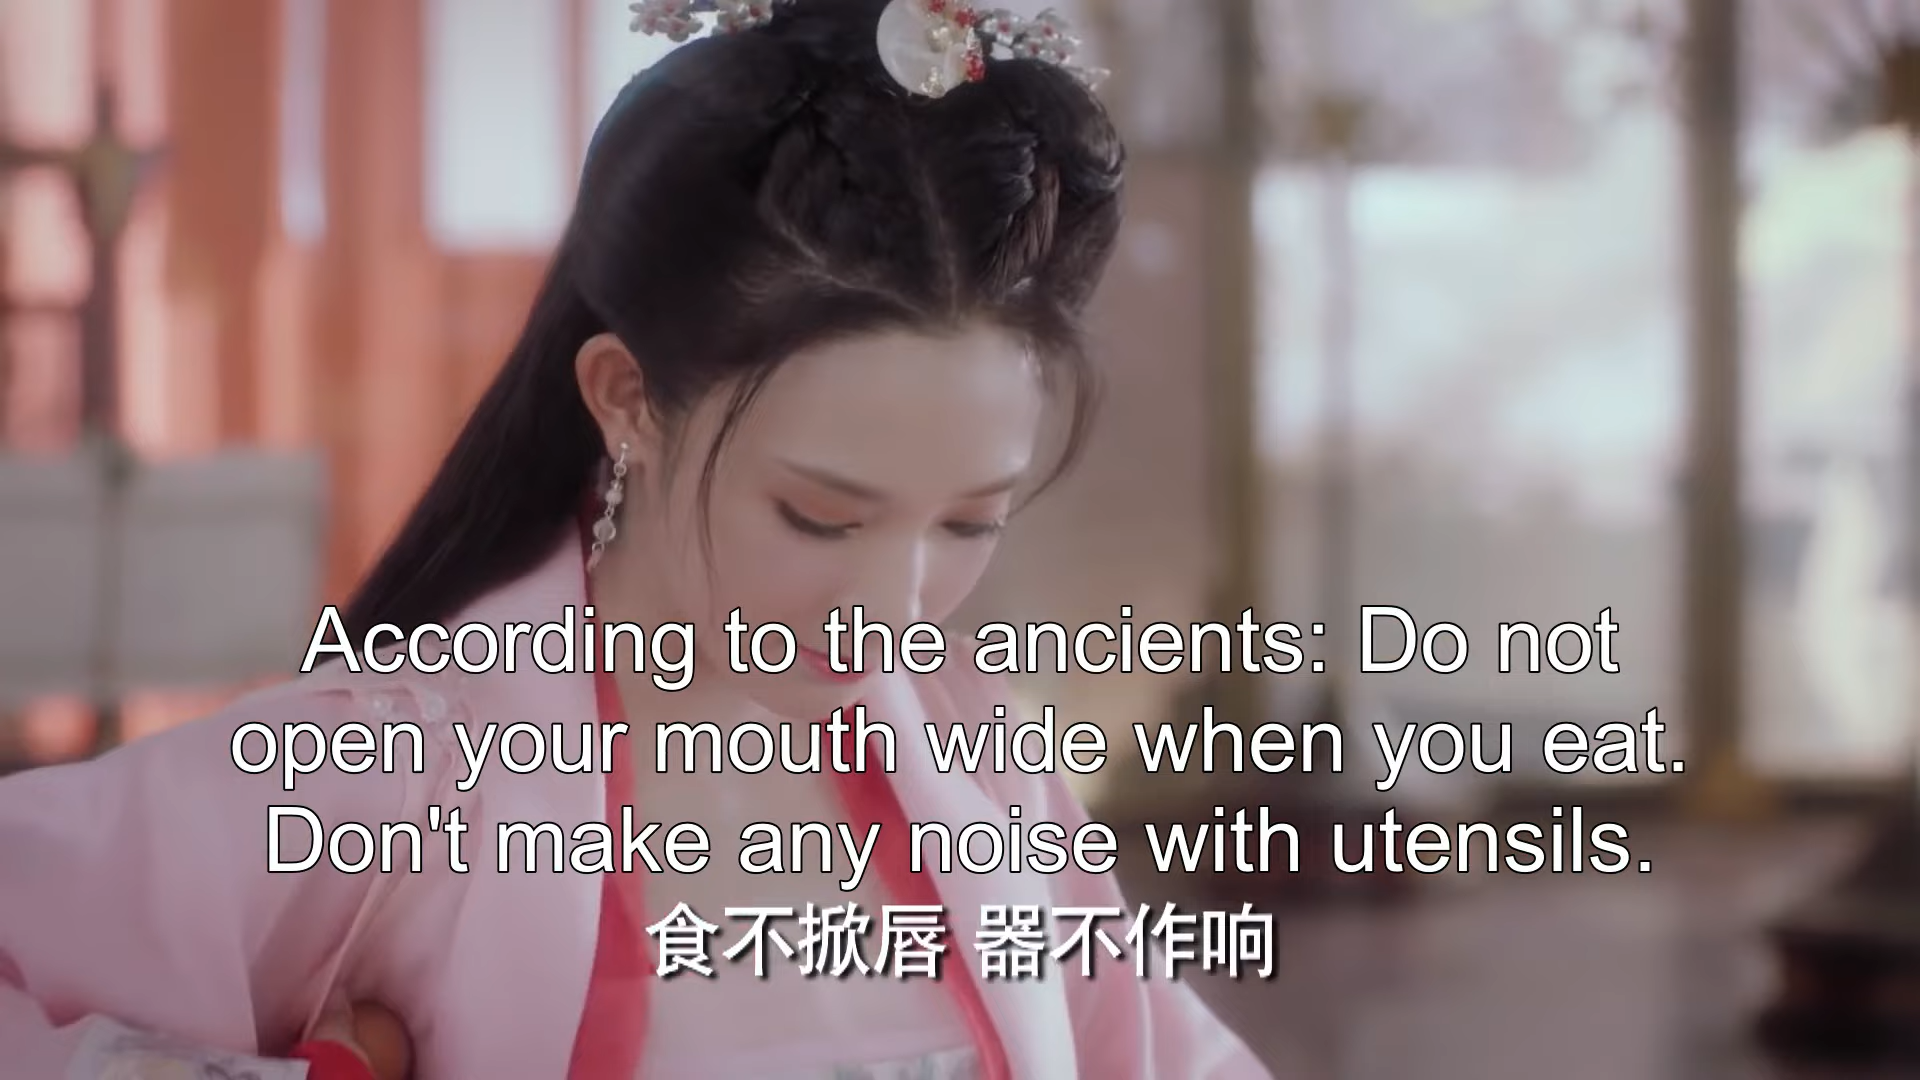 According to the ancients: Do not
open your mouth wide when you eat.
Don't make any noise with utensils.
食不掀唇 器不作响